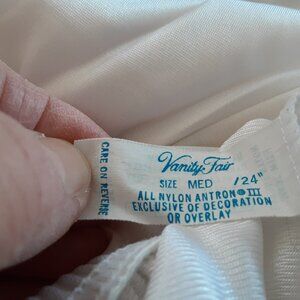 CARE ON REVERSE
Vanity Fair
SIZE MED /24"
ALL NYLON ANTRON® III
EXCLUSIVE OF DECORATION
OR OVERLAY